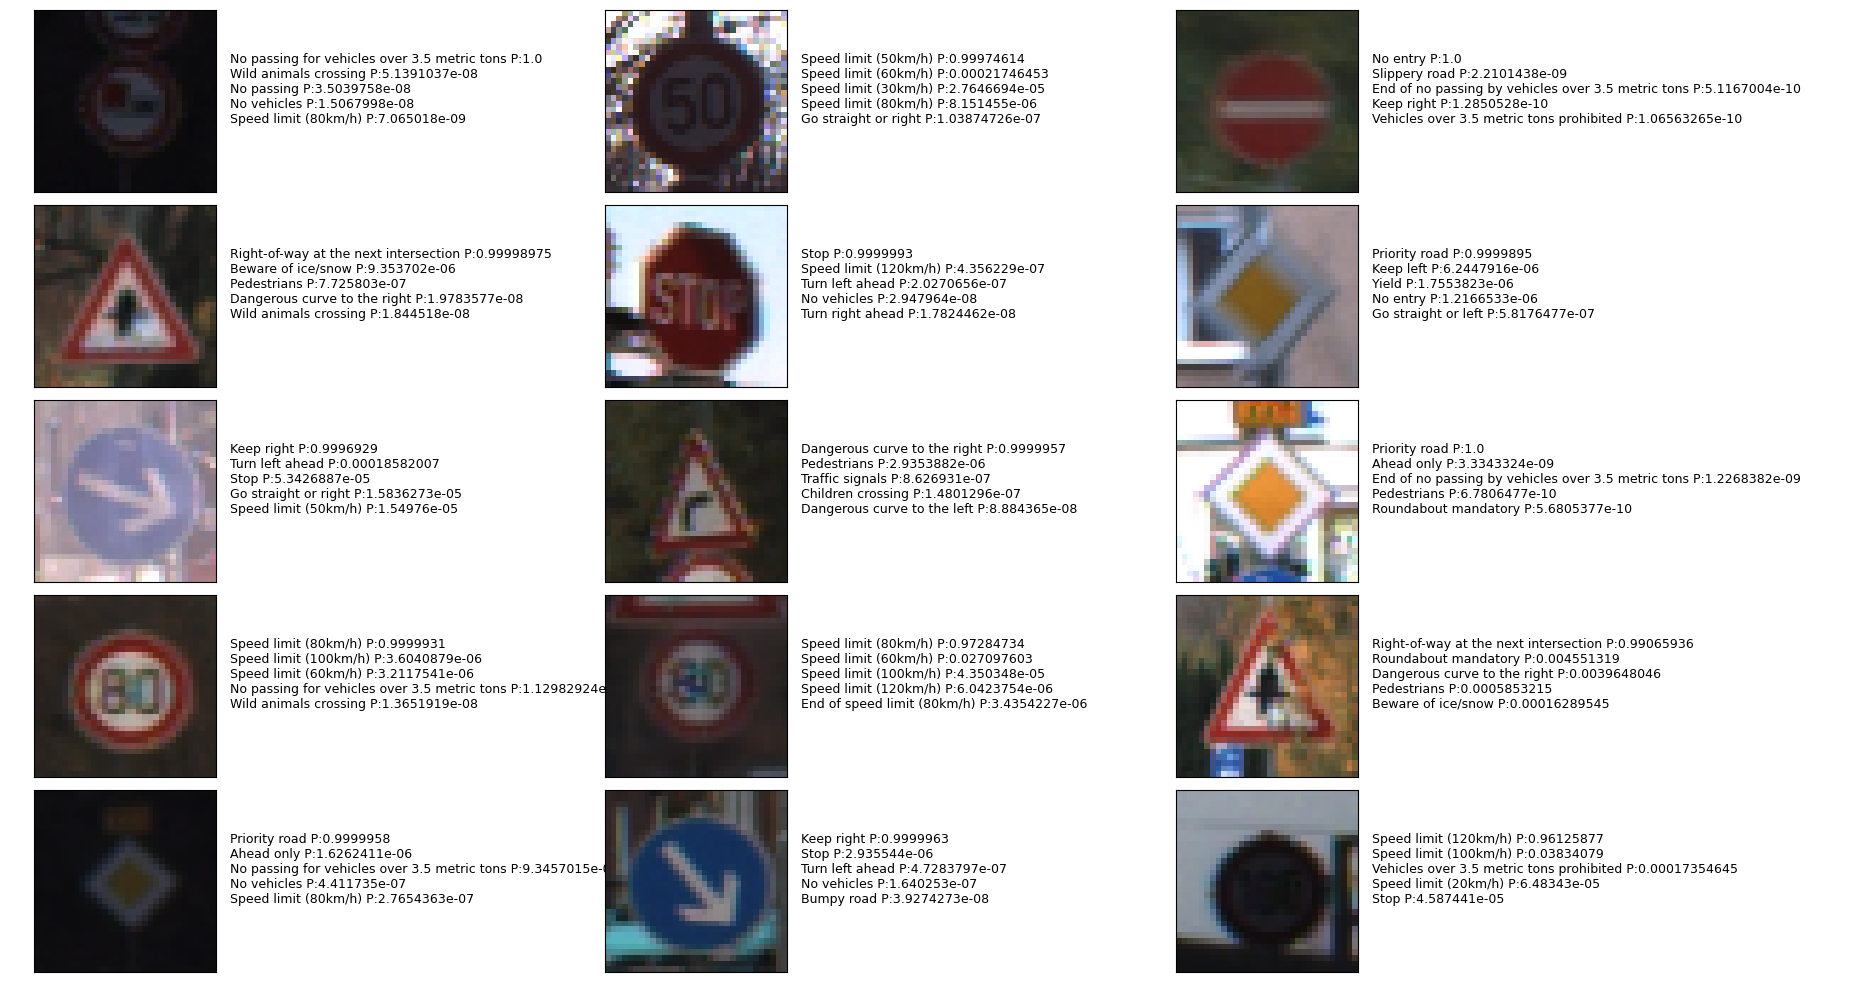 No passing for vehicles over 3.5 metric tons P:1.0
Wild animals crossing P:5.1391037e-08
No passing P:3.5039758e-08
No vehicles P:1.5067998e-08
Speed limit (80km/h) P:7.065018e-09
50
Speed limit (50km/h) P:0.99974614
Speed limit (60km/h) P:0.00021746453
Speed limit (30km/h) P:2.7646694e-05
Speed limit (80km/h) P:8.151455e-06
Go straight or right P:1.03874726e-07
No entry P:1.0
Slippery road P:2.2101438e-09
End of no passing by vehicles over 3.5 metric tons P:5.1167004e-10
Keep right P:1.2850528e-10
Vehicles over 3.5 metric tons prohibited P:1.06563265e-10
Right-of-way at the next intersection P:0.99998975
Beware of ice/snow P:9.353702e-06
Pedestrians P:7.725803e-07
Dangerous curve to the right P:1.9783577e-08
Wild animals crossing P:1.844518e-08
STOP
Stop P:0.9999993
Speed limit (120km/h) P:4.356229e-07
Turn left ahead P:2.0270656e-07
No vehicles P:2.947964e-08
Turn right ahead P:1.7824462e-08
Priority road P:0.9999895
Keep left P:6.2447916e-06
Yield P:1.7553823e-06
No entry P:1.2166533e-06
Go straight or left P:5.8176477e-07
Keep right P:0.9996929
Turn left ahead P:0.00018582007
Stop P:5.3426887e-05
Go straight or right P:1.5836273e-05
Speed limit (50km/h) P:1.54976e-05
Dangerous curve to the right P:0.9999957
Pedestrians P:2.9353882e-06
Traffic signals P:8.626931e-07
Children crossing P:1.4801296e-07
Dangerous curve to the left P:8.884365e-08
Priority road P:1.0
Ahead only P:3.3343324e-09
End of no passing by vehicles over 3.5 metric tons P:1.2268382e-09
Pedestrians P:6.7806477e-10
Roundabout mandatory P:5.6805377e-10
80
Speed limit (80km/h) P:0.9999931
Speed limit (100km/h) P:3.6040879e-06
Speed limit (60km/h) P:3.2117541e-06
No passing for vehicles over 3.5 metric tons P:1.12982924e
Wild animals crossing P:1.3651919e-08
Speed limit (80km/h) P:0.97284734
Speed limit (60km/h) P:0.027097603
Speed limit (100km/h) P:4.350348e-05
Speed limit (120km/h) P:6.0423754e-06
End of speed limit (80km/h) P:3.4354227e-06
Right-of-way at the next intersection P:0.99065936
Roundabout mandatory P:0.004551319
Dangerous curve to the right P:0.0039648046
Pedestrians P:0.0005853215
Beware of ice/snow P:0.00016289545
Priority road P:0.9999958
Ahead only P:1.6262411e-06
No passing for vehicles over 3.5 metric tons P:9.3457015e-
No vehicles P:4.411735e-07
Speed limit (80km/h) P:2.7654363e-07
Keep right P:0.9999963
Stop P:2.935544e-06
Turn left ahead P:4.7283797e-07
No vehicles P:1.640253e-07
Bumpy road P:3.9274273e-08
Speed limit (120km/h) P:0.96125877
Speed limit (100km/h) P:0.03834079
Vehicles over 3.5 metric tons prohibited P:0.00017354645
Speed limit (20km/h) P:6.48343e-05
Stop P:4.587441e-05